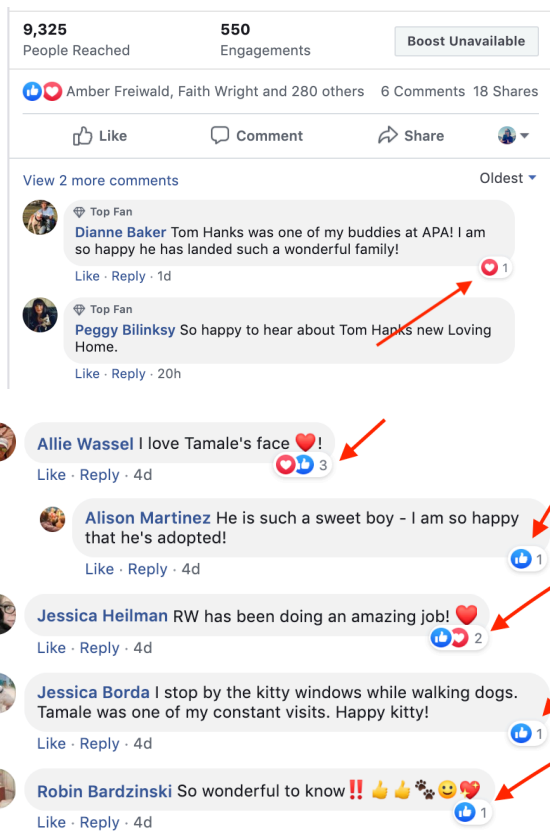 9,325
People Reached
550
Engagements
Boost Unavailable
Amber Freiwald, Faith Wright and 280 others 6 Comments 18 Shares
Like Comment Share
View 2 more comments
Oldest
Top Fan
Dianne Baker Tom Hanks was one of my buddies at APA! I am
so happy he has landed such a wonderful family!
1
Like · Reply · 1d
Top Fan
Peggy Bilinksy So happy to hear about Tom Hanks new Loving
Home.
Like · Reply · 20h
Allie Wassel I love Tamale's face ♥️!
3
Like · Reply · 4d
Alison Martinez He is such a sweet boy - I am so happy
that he's adopted!
1
Like · Reply · 4d
Jessica Heilman RW has been doing an amazing job! ♥️
2
Like · Reply · 4d
Jessica Borda I stop by the kitty windows while walking dogs.
Tamale was one of my constant visits. Happy kitty!
1
Like · Reply · 4d
Robin Bardzinski So wonderful to know‼️👍👍🐾🙂💖
1
Like · Reply · 4d